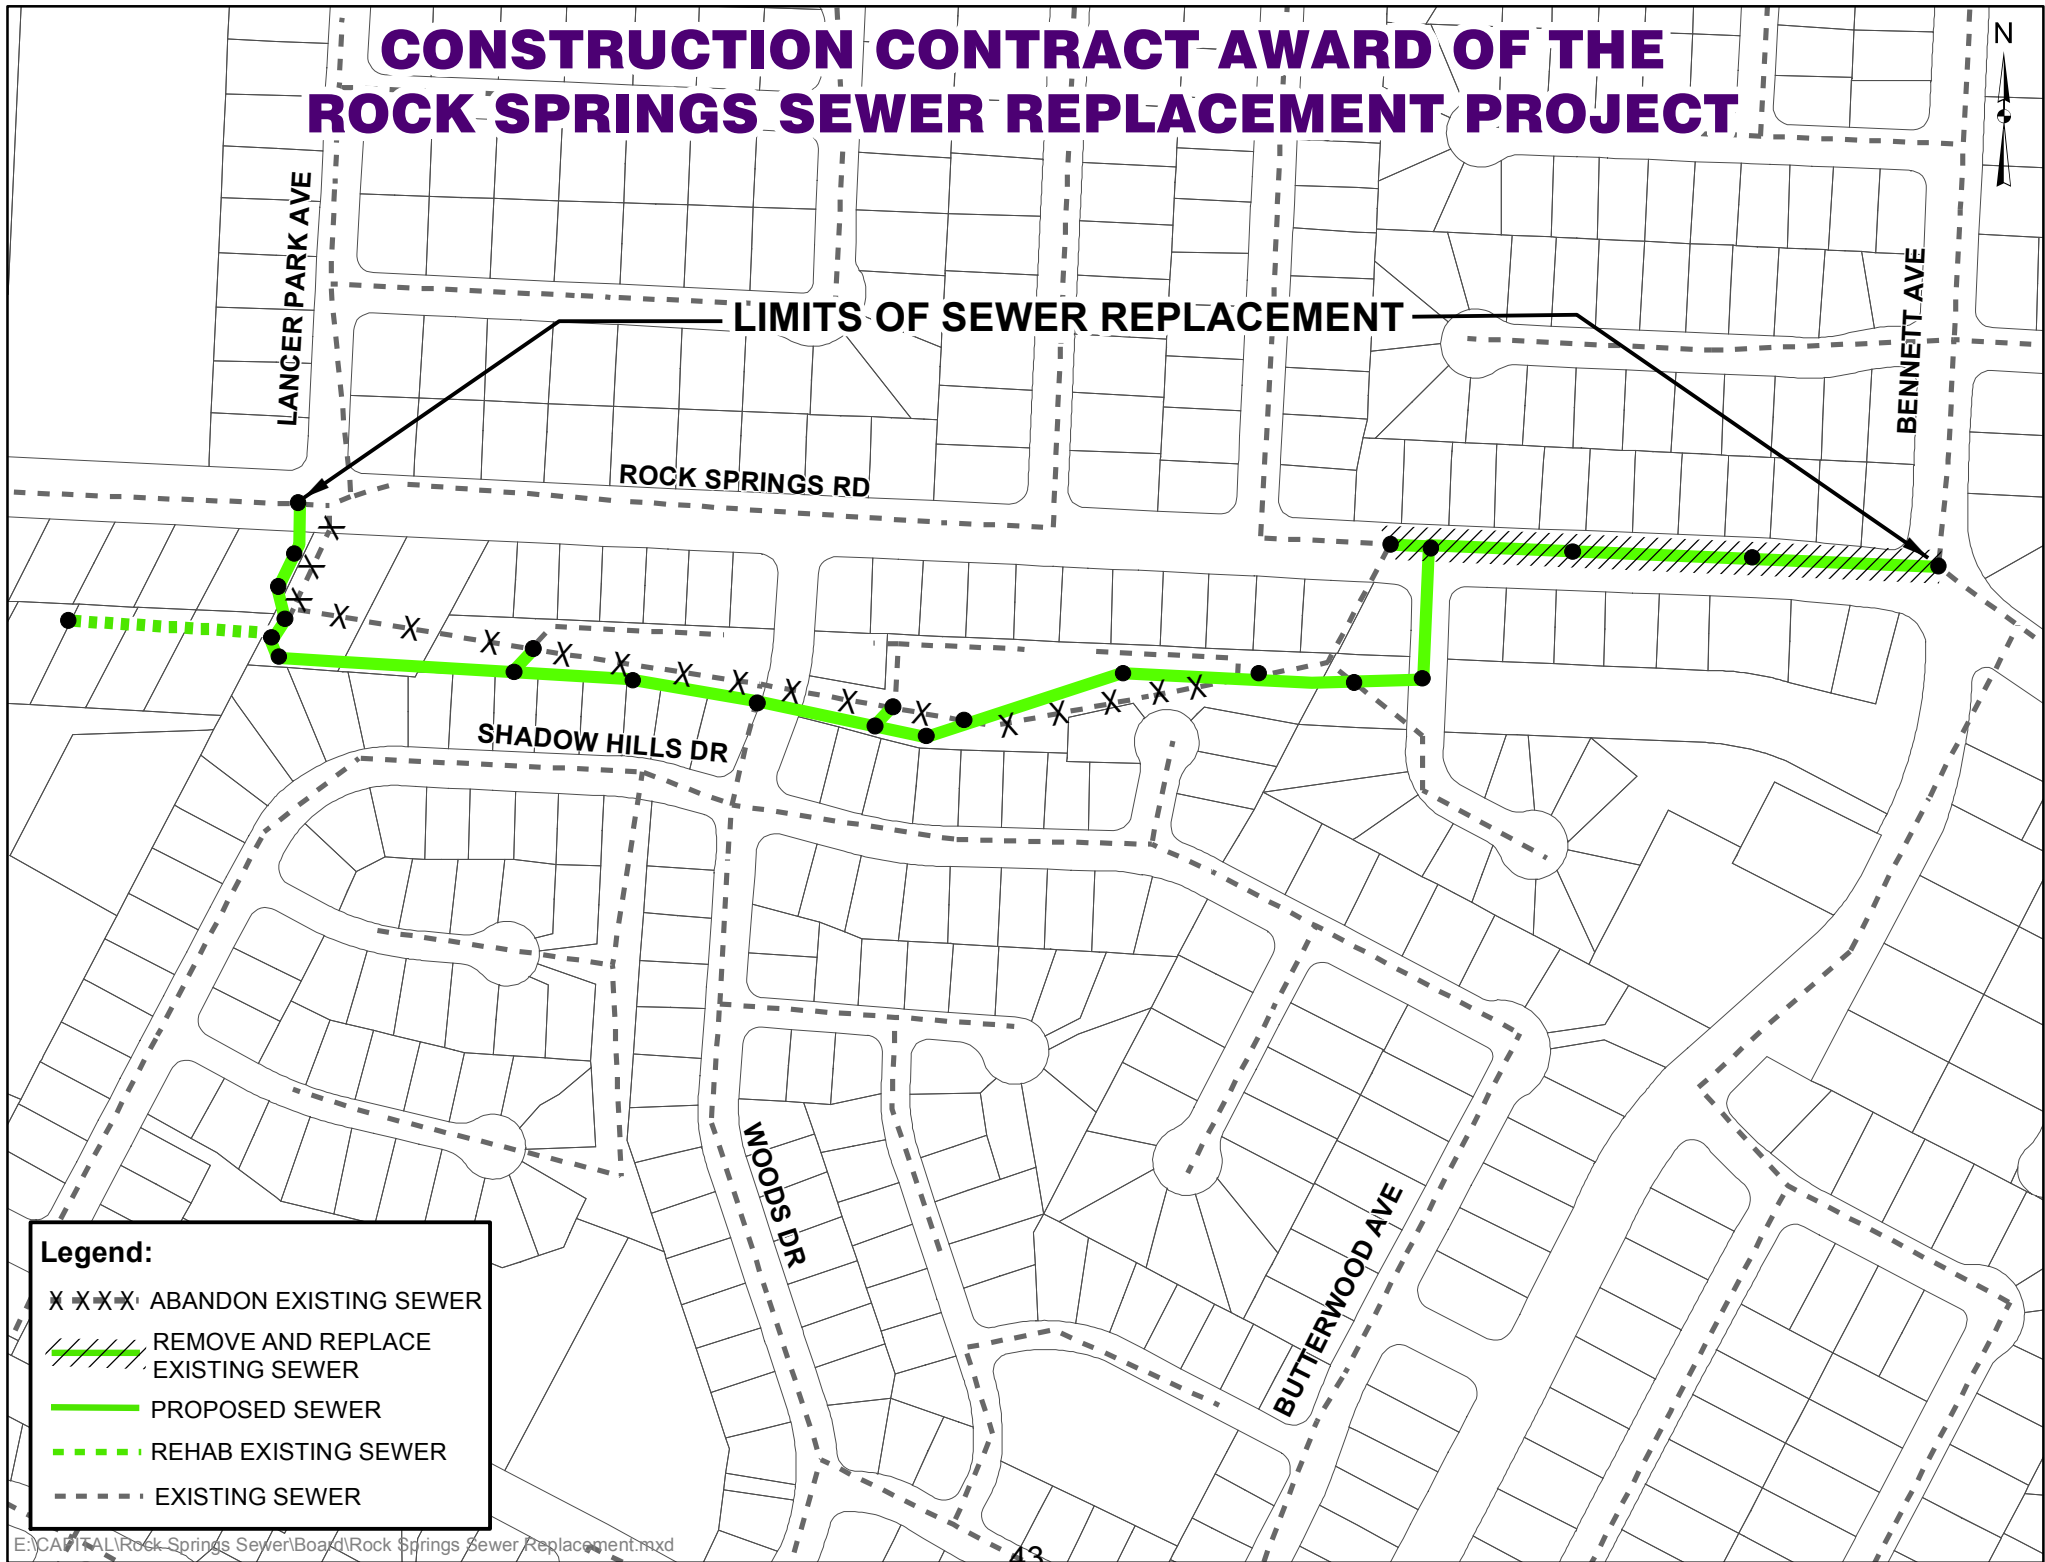 CONSTRUCTION CONTRACT AWARD OF THE
ROCK SPRINGS SEWER REPLACEMENT PROJECT
N
LANCER PARK AVE
BENNETT AVE
LIMITS OF SEWER REPLACEMENT
ROCK SPRINGS RD
SHADOW HILLS DR
WOODS DR
BUTTERWOOD AVE
Legend:
X X X X ABANDON EXISTING SEWER
REMOVE AND REPLACE
EXISTING SEWER
PROPOSED SEWER
REHAB EXISTING SEWER
EXISTING SEWER
E:\CAPITAL\Rock Springs Sewer\Board\Rock Springs Sewer Replacement.mxd
43